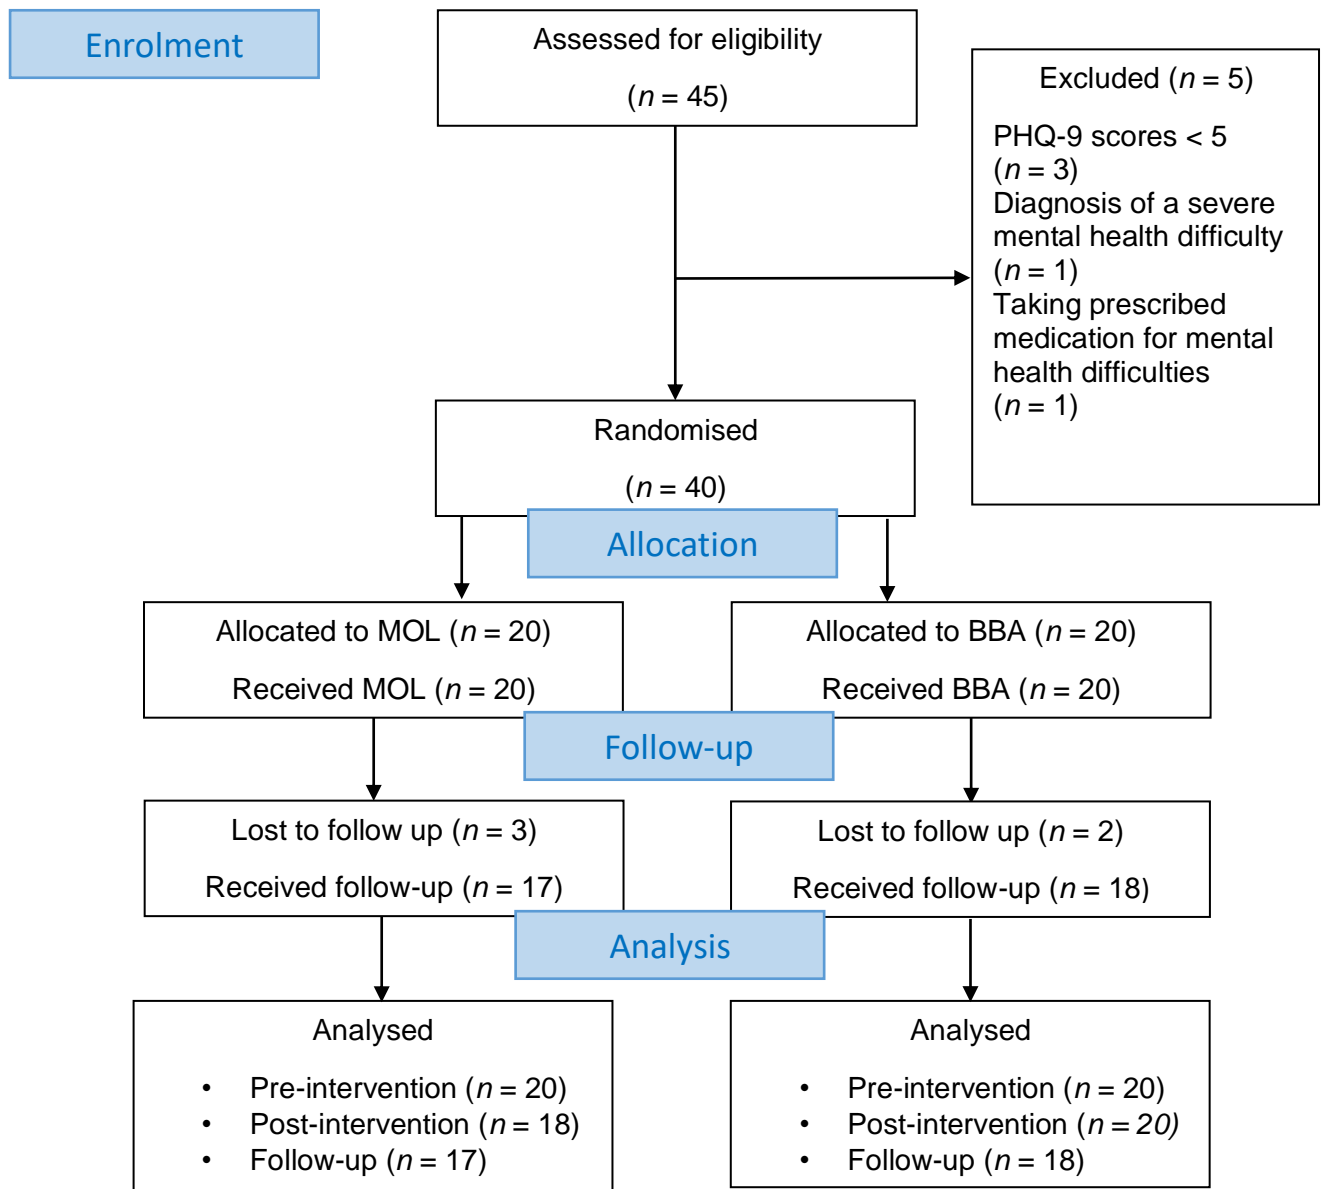 Enrolment
Assessed for eligibility
(n = 45)
Excluded (n = 5)
PHQ-9 scores < 5
(n = 3)
Diagnosis of a severe
mental health difficulty
(n = 1)
Taking prescribed
medication for mental
health difficulties
(n = 1)
Randomised
(n = 40)
Allocation
Allocated to MOL (n = 20)
Received MOL (n = 20)
Allocated to BBA (n = 20)
Received BBA (n = 20)
Follow-up
Lost to follow up (n = 3)
Received follow-up (n = 17)
Lost to follow up (n = 2)
Received follow-up (n = 18)
Analysis
Analysed
• Pre-intervention (n = 20)
• Post-intervention (n = 18)
• Follow-up (n = 17)
Analysed
• Pre-intervention (n = 20)
• Post-intervention (n = 20)
• Follow-up (n = 18)